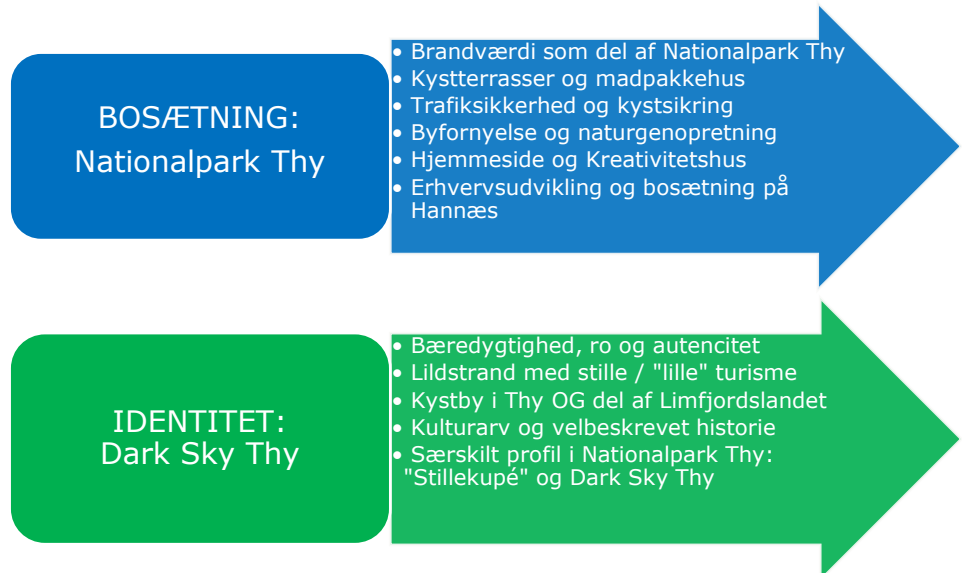 BOSÆTNING:
Nationalpark Thy
• Brandværdi som del af Nationalpark Thy
• Kystterrasser og madpakkehus
• Trafiksikkerhed og kystsikring
• Byfornyelse og naturgenopretning
• Hjemmeside og Kreativitetshus
• Erhvervsudvikling og bosætning på
Hannæs
IDENTITET:
Dark Sky Thy
• Bæredygtighed, ro og autencitet
• Lildstrand med stille / "lille" turisme
• Kystby i Thy OG del af Limfjordslandet
• Kulturarv og velbeskrevet historie
• Særskilt profil i Nationalpark Thy:
"Stillekupé" og Dark Sky Thy